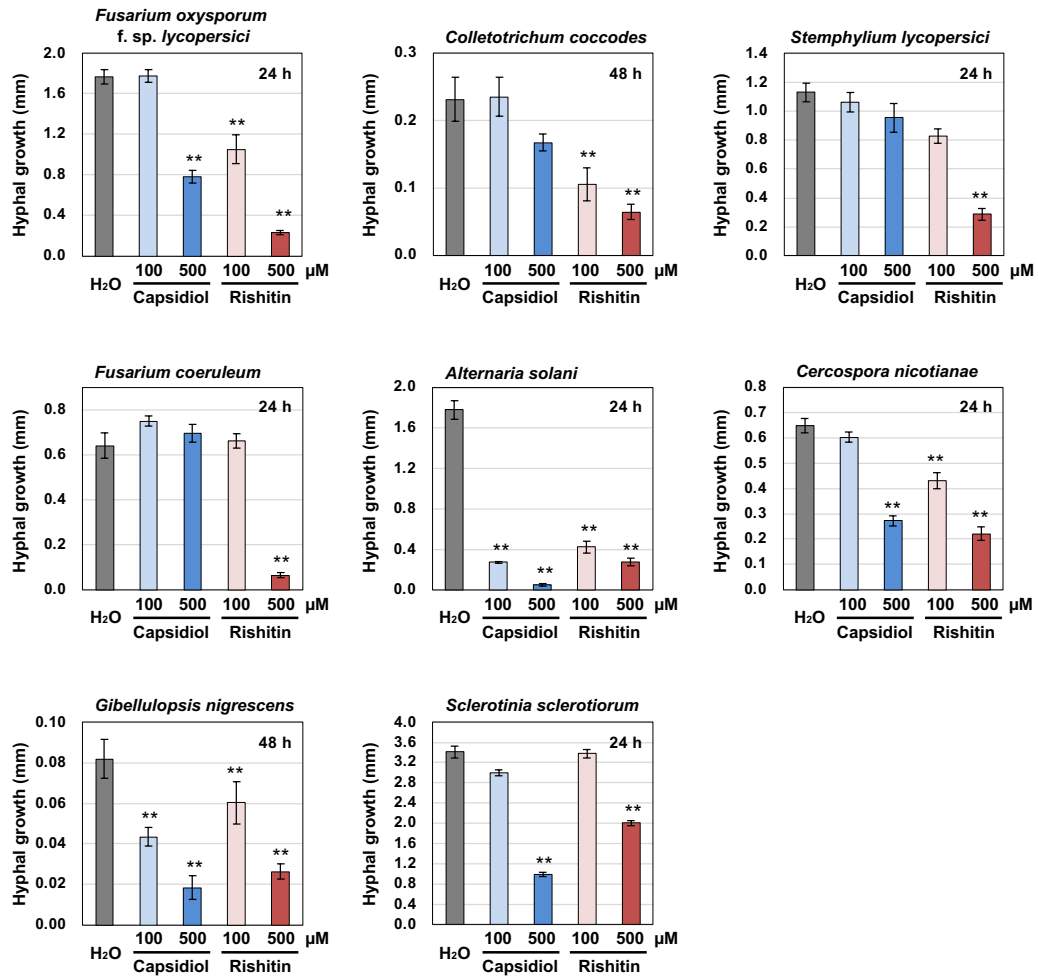 Fusarium oxysporum
f. sp. lycopersici
Hyphal growth (mm)
2.0
1.6
1.2
0.8
0.4
0.0
24 h
**
**
**
H₂O
100
500
100
500
µM
Capsidiol
Rishitin
Colletotrichum coccodes
Hyphal growth (mm)
0.3
0.2
0.1
0.0
48 h
**
**
H₂O
100
500
100
500
µM
Capsidiol
Rishitin
Stemphylium lycopersici
Hyphal growth (mm)
1.4
1.2
1.0
0.8
0.6
0.4
0.2
0.0
24 h
**
H₂O
100
500
100
500
µM
Capsidiol
Rishitin
Fusarium coeruleum
Hyphal growth (mm)
0.8
0.6
0.4
0.2
0.0
24 h
**
H₂O
100
500
100
500
µM
Capsidiol
Rishitin
Alternaria solani
Hyphal growth (mm)
2.0
1.6
1.2
0.8
0.4
0.0
24 h
**
**
**
**
H₂O
100
500
100
500
µM
Capsidiol
Rishitin
Cercospora nicotianae
Hyphal growth (mm)
0.8
0.7
0.6
0.5
0.4
0.3
0.2
0.1
0.0
24 h
**
**
**
H₂O
100
500
100
500
µM
Capsidiol
Rishitin
Gibellulopsis nigrescens
Hyphal growth (mm)
0.10
0.08
0.06
0.04
0.02
0.00
48 h
**
**
**
**
H₂O
100
500
100
500
µM
Capsidiol
Rishitin
Sclerotinia sclerotiorum
Hyphal growth (mm)
4.0
3.6
3.2
2.8
2.4
2.0
1.6
1.2
0.8
0.4
0.0
24 h
**
**
H₂O
100
500
100
500
µM
Capsidiol
Rishitin